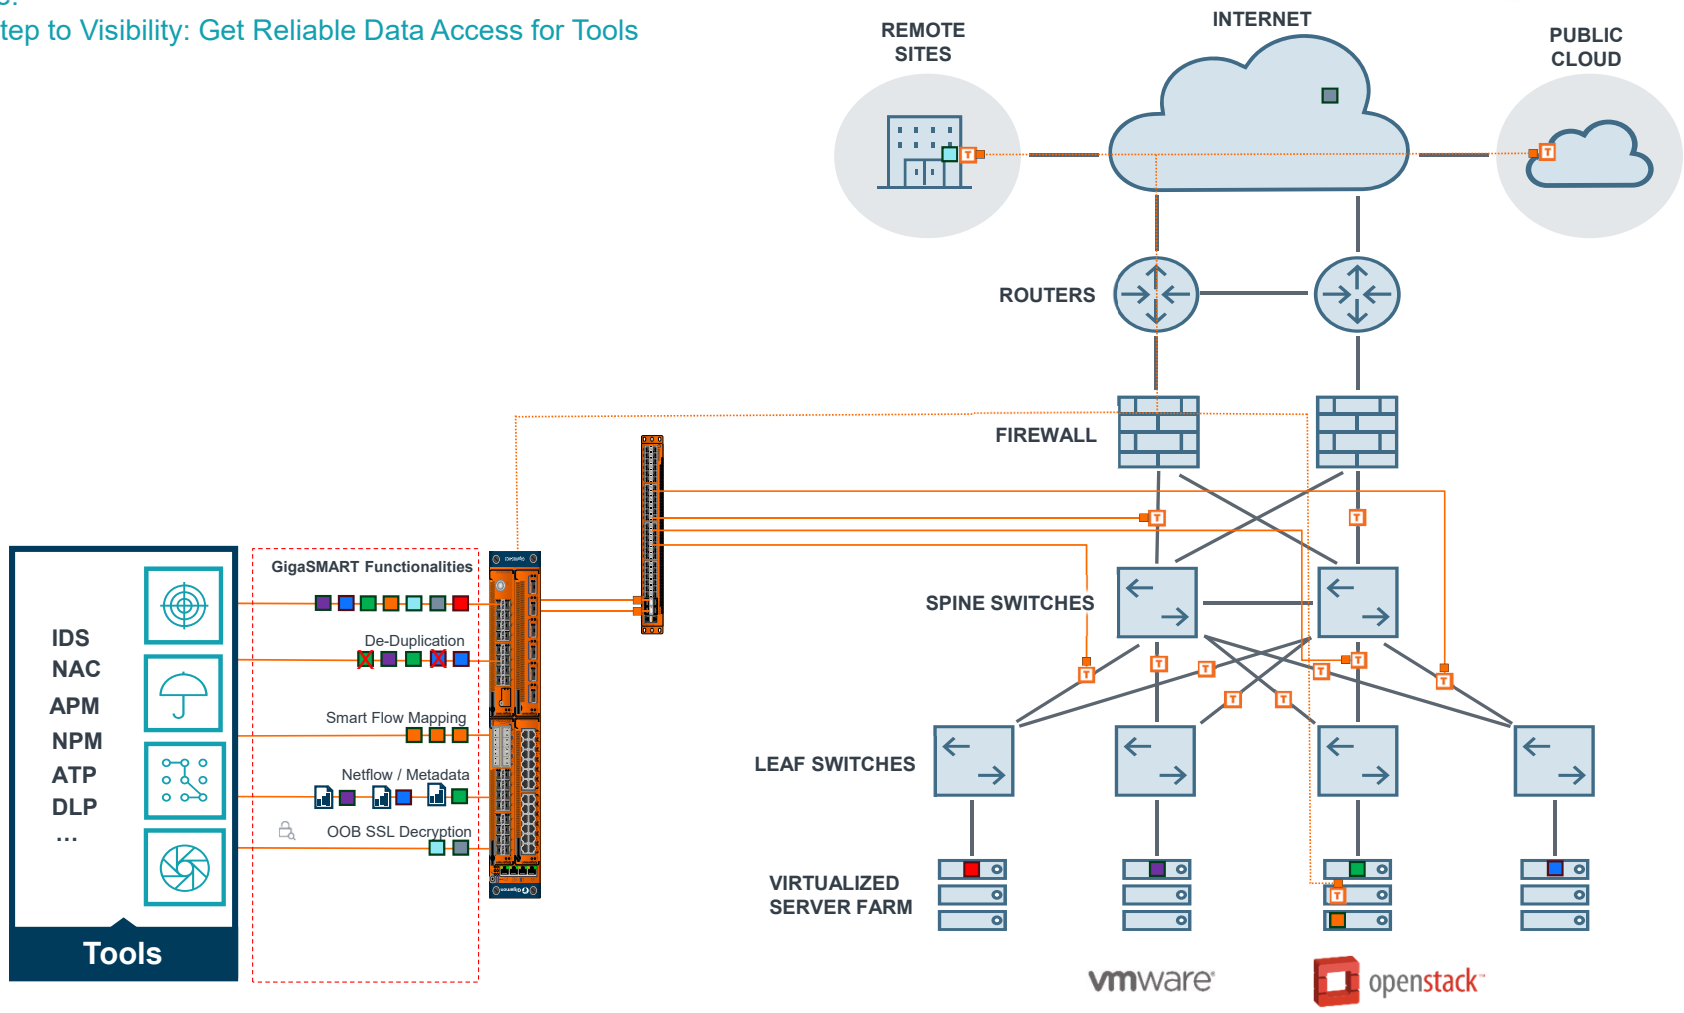 tep to Visibility: Get Reliable Data Access for Tools
REMOTE
SITES
INTERNET
PUBLIC
CLOUD
T
T
ROUTERS
FIREWALL
T
T
SPINE SWITCHES
T
T
T
T
T
T
T
T
LEAF SWITCHES
VIRTUALIZED
SERVER FARM
T
vmware
openstack
GigaSMART Functionalities
De-Duplication
Smart Flow Mapping
Netflow / Metadata
OOB SSL Decryption
Gigamon
IDS
NAC
APM
NPM
ATP
DLP
...
Tools